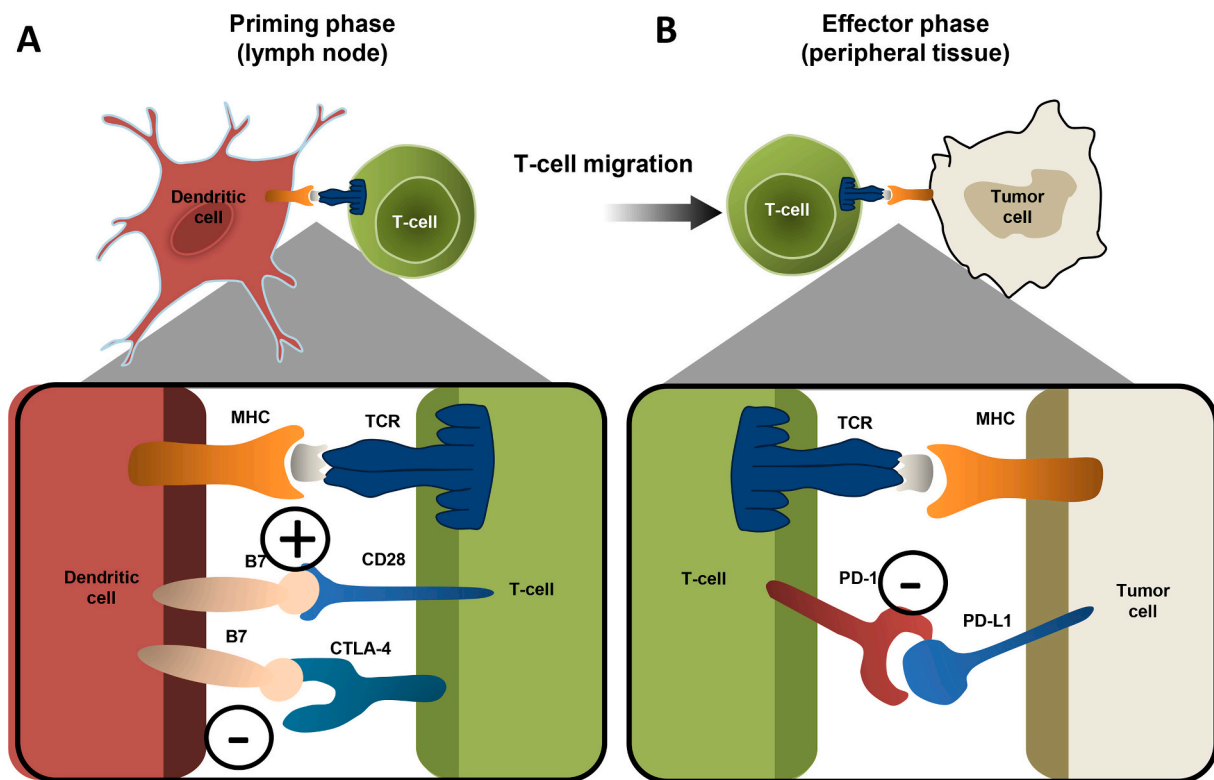 A
Priming phase
(lymph node)
B
Effector phase
(peripheral tissue)
Dendritic
cell
T-cell
T-cell migration
T-cell
Tumor
cell
MHC
TCR
+
B7
CD28
Dendritic
cell
T-cell
B7
CTLA-4
-
TCR
MHC
T-cell
PD-1
-
PD-L1
Tumor
cell